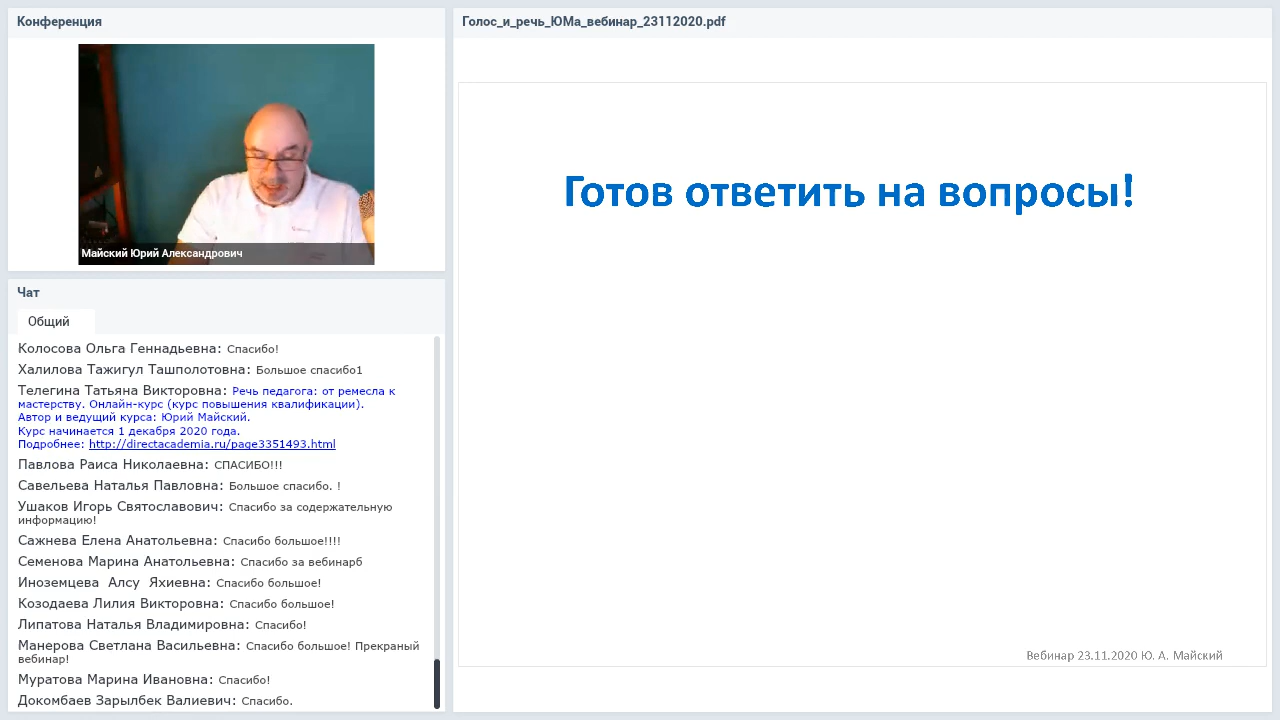 Конференция
Майский Юрий Александрович
Чат
Общий
Колосова Ольга Геннадьевна: Спасибо!
Халилова Тажигул Ташполотовна: Большое спасибо1
Телегина Татьяна Викторовна: Речь педагога: от ремесла к
мастерству. Онлайн-курс (курс повышения квалификации).
Автор и ведущий курса: Юрий Майский.
Курс начинается 1 декабря 2020 года.
Подробнее: http://directacademia.ru/page3351493.html
Павлова Раиса Николаевна: СПАСИБО!!!
Савельева Наталья Павловна: Большое спасибо. !
Ушаков Игорь Святославович: Спасибо за содержательную
информацию!
Сажнева Елена Анатольевна: Спасибо большое!!!!
Семенова Марина Анатольевна: Спасибо за вебинарб
Иноземцева  Алсу  Яхиевна: Спасибо большое!
Козодаева Лилия Викторовна: Спасибо большое!
Липатова Наталья Владимировна: Спасибо!
Манерова Светлана Васильевна: Спасибо большое! Прекраный
вебинар!
Муратова Марина Ивановна: Спасибо!
Докомбаев Зарылбек Валиевич: Спасибо.
Голос_и_речь_ЮМа_вебинар_23112020.pdf
Готов ответить на вопросы!
Вебинар 23.11.2020 Ю. А. Майский